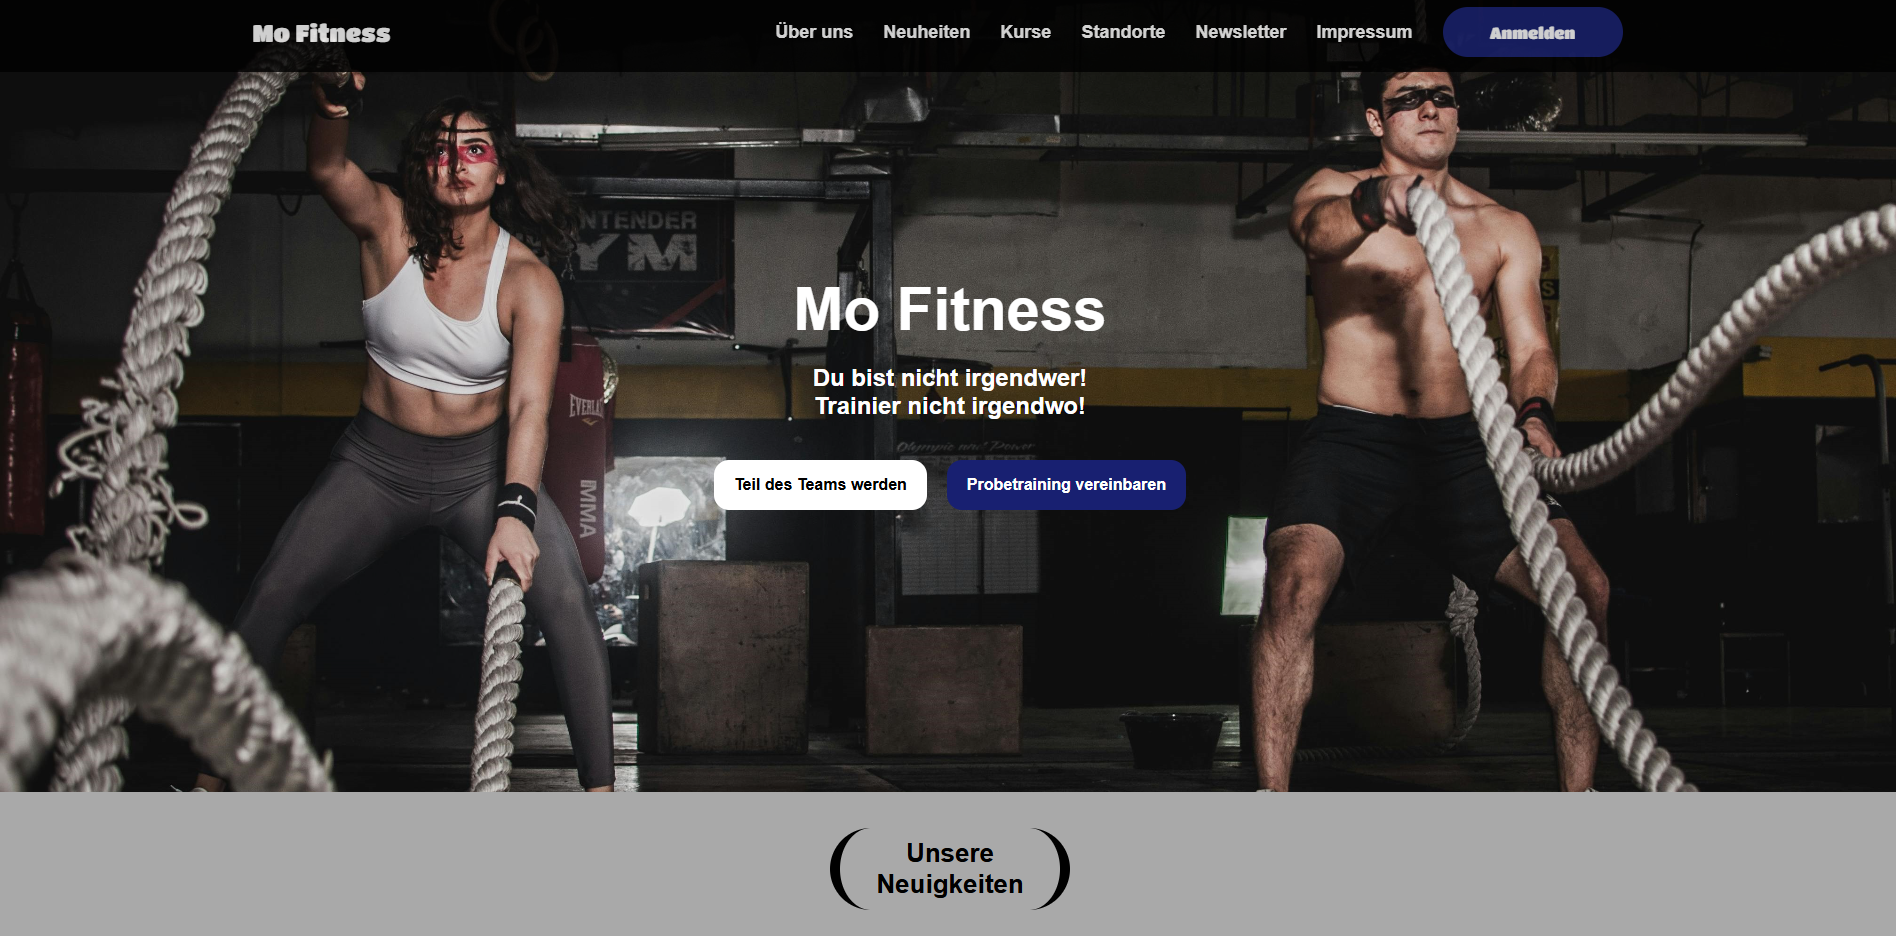 Mo Fitness
Über uns
Neuheiten
Kurse
Standorte
Newsletter
Impressum
Anmelden
NTENDER
YM
Mo Fitness
Du bist nicht irgendwer!
Trainier nicht irgendwo!
EVERLAS
MMA
Olympic and Power
Teil des Teams werden
Probetraining vereinbaren
Unsere
Neuigkeiten